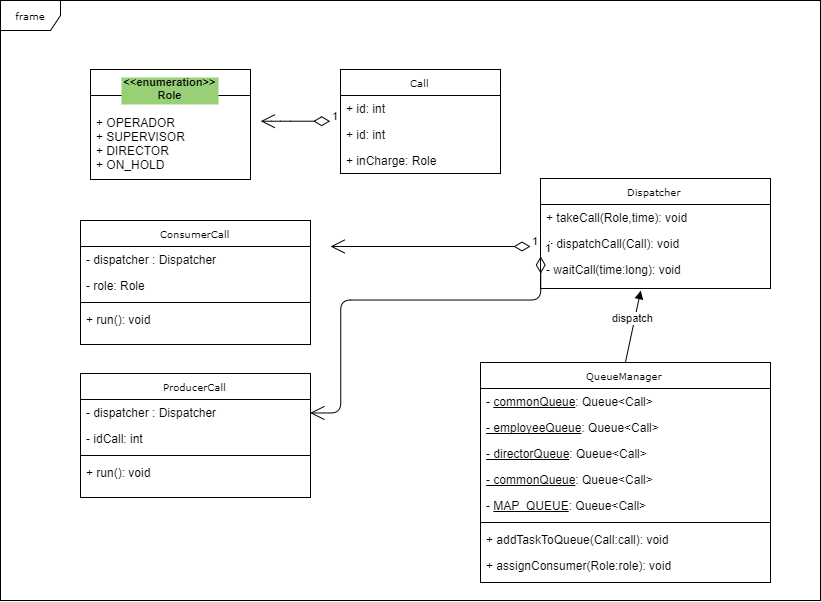 frame
<<enumeration>>
Role
+ OPERADOR
+ SUPERVISOR
+ DIRECTOR
+ ON_HOLD
Call
+ id: int
+ id: int
+ inCharge: Role
1
Dispatcher
+ takeCall(Role,time): void
- dispatchCall(Call): void
- waitCall(time:long): void
1
1
ConsumerCall
- dispatcher : Dispatcher
- role: Role
+ run(): void
dispatch
ProducerCall
- dispatcher : Dispatcher
- idCall: int
+ run(): void
QueueManager
- commonQueue: Queue<Call>
- employeeQueue: Queue<Call>
- directorQueue: Queue<Call>
- commonQueue: Queue<Call>
- MAP_QUEUE: Queue<Call>
+ addTaskToQueue(Call:call): void
+ assignConsumer(Role:role): void